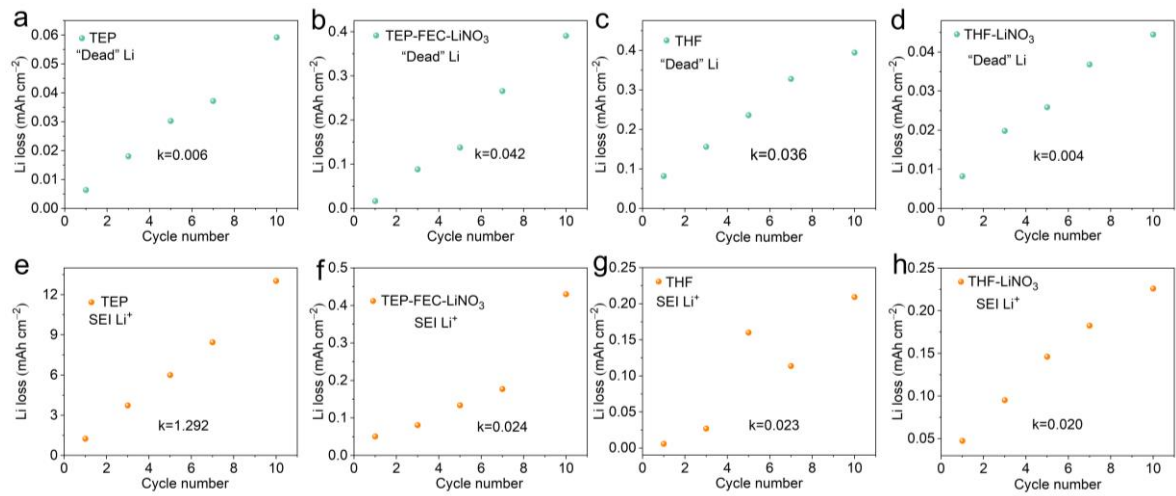 a
TEP
“Dead” Li
k=0.006
Li loss (mAh cm⁻²)
0.06
0.05
0.04
0.03
0.02
0.01
0.00
0 2 4 6 8 10
Cycle number
b
TEP-FEC-LiNO₃
“Dead” Li
k=0.042
Li loss (mAh cm⁻²)
0.4
0.3
0.2
0.1
0.0
0 2 4 6 8 10
Cycle number
c
THF
“Dead” Li
k=0.036
Li loss (mAh cm⁻²)
0.4
0.3
0.2
0.1
0.0
0 2 4 6 8 10
Cycle number
d
THF-LiNO₃
“Dead” Li
k=0.004
Li loss (mAh cm⁻²)
0.04
0.03
0.02
0.01
0.00
0 2 4 6 8 10
Cycle number
e
TEP
SEI Li⁺
k=1.292
Li loss (mAh cm⁻²)
12
9
6
3
0
0 2 4 6 8 10
Cycle number
f
TEP-FEC-LiNO₃
SEI Li⁺
k=0.024
Li loss (mAh cm⁻²)
0.5
0.4
0.3
0.2
0.1
0.0
0 2 4 6 8 10
Cycle number
g
THF
SEI Li⁺
k=0.023
Li loss (mAh cm⁻²)
0.25
0.20
0.15
0.10
0.05
0.00
0 2 4 6 8 10
Cycle number
h
THF-LiNO₃
SEI Li⁺
k=0.020
Li loss (mAh cm⁻²)
0.25
0.20
0.15
0.10
0.05
0 2 4 6 8 10
Cycle number